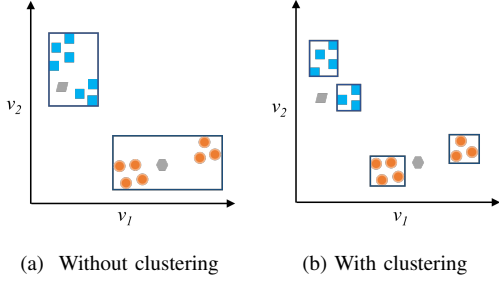 v2
v1
(a) Without clustering
v2
v1
(b) With clustering